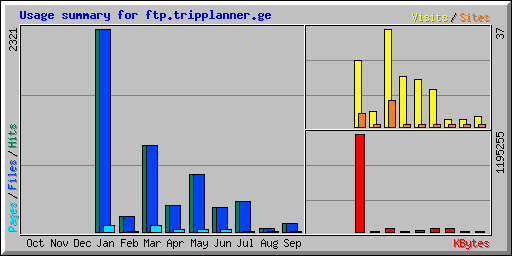 Usage summary for ftp.tripplanner.ge
Visits / Sites
2321
37
Pages / Files / Hits
1195255
Oct Nov Dec Jan Feb Mar Apr May Jun Jul Aug Sep
KBytes